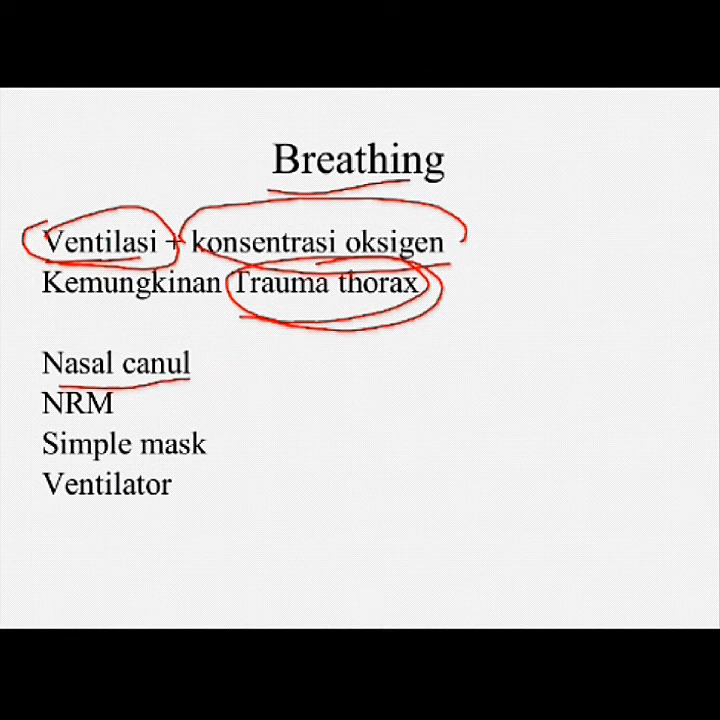 Breathing
Ventilasi + konsentrasi oksigen
Kemungkinan Trauma thorax
Nasal canul
NRM
Simple mask
Ventilator